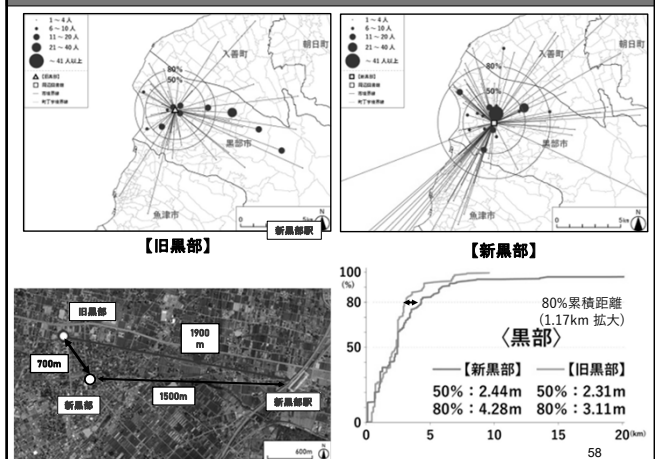 1～4人
6～10人
11～20人
21～40人
～41人以上
80%
50%
入善町
朝日町
黒部市
魚津市
0
5km
N
新黒部駅
【旧黒部】
1～4人
6～10人
11～20人
21～40人
～41人以上
80%
50%
入善町
朝日町
黒部市
魚津市
0
5km
N
【新黒部】
旧黒部
1900
m
700m
新黒部
1500m
新黒部駅
600m
N
100
(%)
80
50
0
0
5
10
15
20(km)
80%累積距離
(1.17km 拡大)
〈黒部〉
【新黒部】
【旧黒部】
50%：2.44m
50%：2.31m
80%：4.28m
80%：3.11m
58